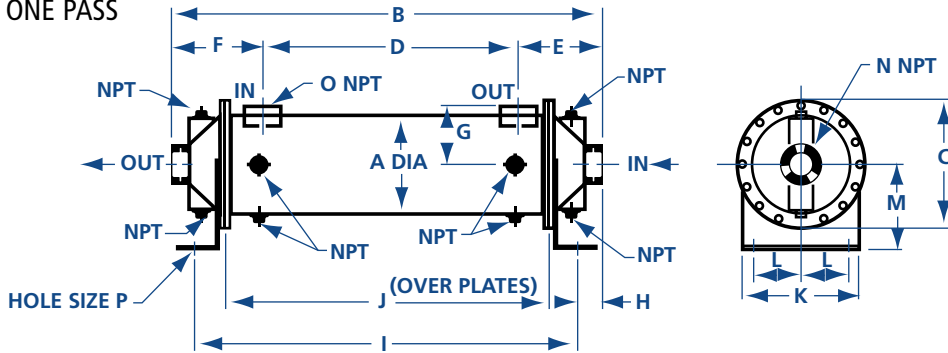 ONE PASS
B
F
D
E
NPT
IN
O NPT
OUT
NPT
N NPT
G
A DIA
C
OUT
IN
M
NPT
NPT
NPT
NPT
L
L
HOLE SIZE P
J
(OVER PLATES)
H
K
I